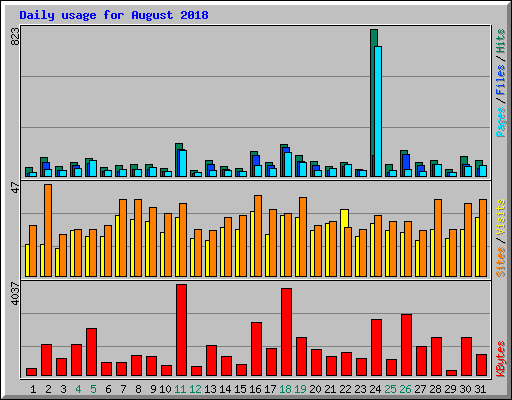 Daily usage for August 2018
823
Pages / Files / Hits
47
Sites / Visits
4037
KBytes
1 2 3 4 5 6 7 8 9 10 11 12 13 14 15 16 17 18 19 20 21 22 23 24 25 26 27 28 29 30 31